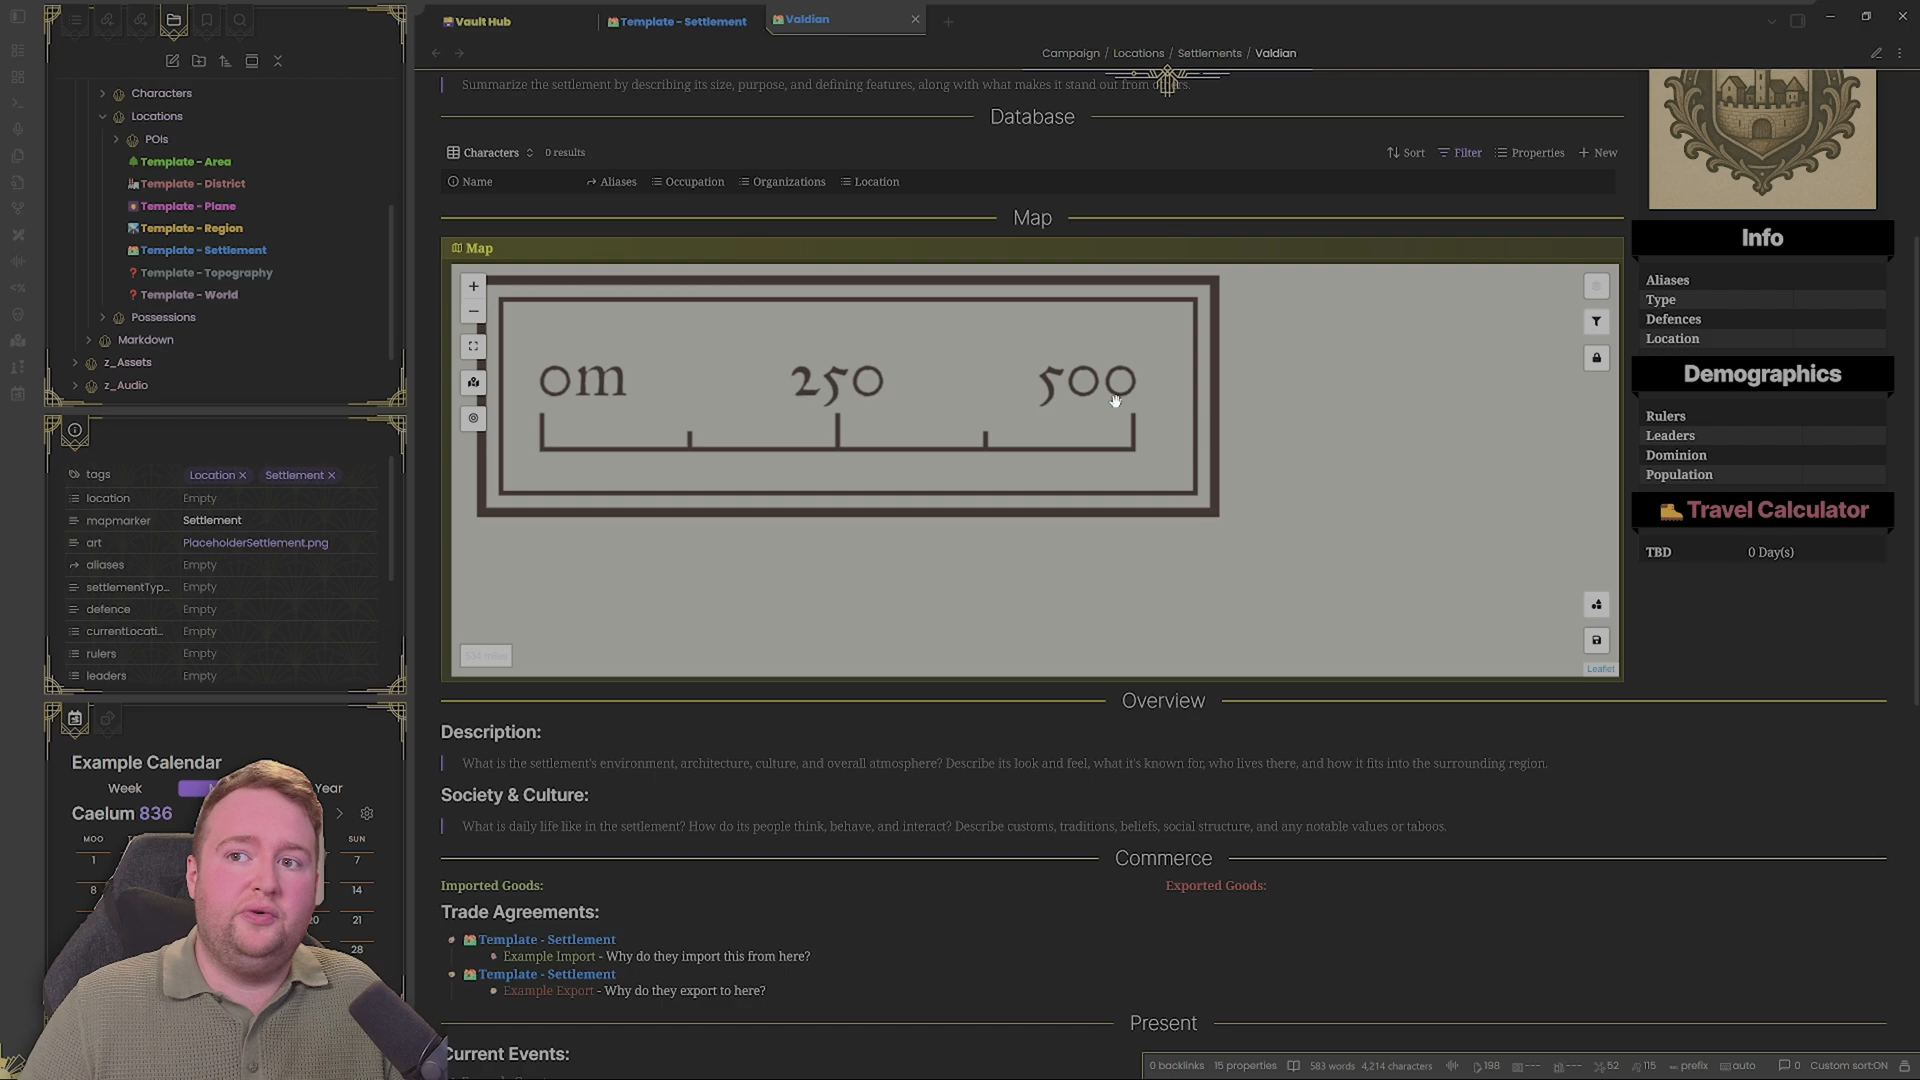 Vault Hub
Template - Settlement
Valdian
Campaign / Locations / Settlements / Valdian
Characters
Locations
POIs
Template - Area
Template - District
Template - Plane
Template - Region
Template - Settlement
Template - Topography
Template - World
Possessions
Markdown
z_Assets
z_Audio
tags Location Settlement
location Empty
mapmarker Settlement
art PlaceholderSettlement.png
aliases Empty
settlementTyp... Empty
defence Empty
currentLocati... Empty
rulers Empty
leaders Empty
Example Calendar
Week Year
Caelum 836
MOO SUN
1 7
8 14
20 21
28
Summarize the settlement by describing its size, purpose, and defining features, along with what makes it stand out from others.
Database
Characters 0 results Sort Filter Properties New
Name Aliases Occupation Organizations Location
Map
Map
0m 250 500
534 miles
Leaflet
Overview
Description:
What is the settlement's environment, architecture, culture, and overall atmosphere? Describe its look and feel, what it's known for, who lives there, and how it fits into the surrounding region.
Society & Culture:
What is daily life like in the settlement? How do its people think, behave, and interact? Describe customs, traditions, beliefs, social structure, and any notable values or taboos.
Commerce
Imported Goods: Exported Goods:
Trade Agreements:
Template - Settlement
Example Import - Why do they import this from here?
Template - Settlement
Example Export - Why do they export to here?
Present
Current Events:
Info
Aliases
Type
Defences
Location
Demographics
Rulers
Leaders
Dominion
Population
Travel Calculator
TBD 0 Day(s)
0 backlinks 15 properties 583 words 4,214 characters 198 --- --- 52 115 prefix auto 0 Custom sort:ON